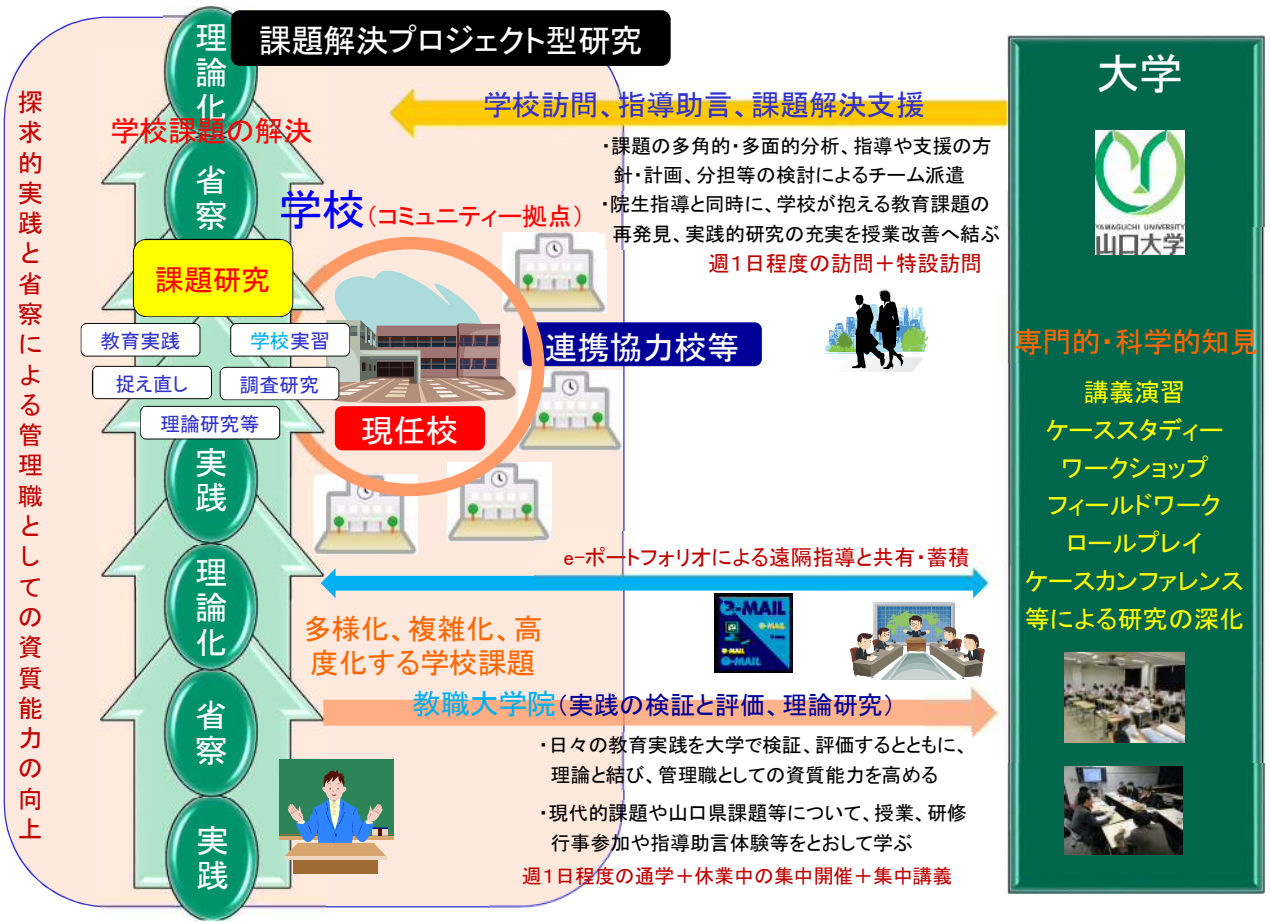 課題解決プロジェクト型研究
探求的実践と省察による管理職としての資質能力の向上
理論化
学校課題の解決
省察
課題研究
教育実践
学校実習
捉え直し
調査研究
理論研究等
実践
理論化
省察
実践
学校(コミュニティー拠点)
連携協力校等
現任校
多様化、複雑化、高
度化する学校課題
学校訪問、指導助言、課題解決支援
・課題の多角的・多面的分析、指導や支援の方
針・計画、分担等の検討によるチーム派遣
・院生指導と同時に、学校が抱える教育課題の
再発見、実践的研究の充実を授業改善へ結ぶ
週1日程度の訪問+特設訪問
e-ポートフォリオによる遠隔指導と共有・蓄積
e-MAIL
e-MAIL
e-MAIL
e-MAIL
教職大学院(実践の検証と評価、理論研究)
・日々の教育実践を大学で検証、評価するとともに、
理論と結び、管理職としての資質能力を高める
・現代的課題や山口県課題等について、授業、研修
行事参加や指導助言体験等をとおして学ぶ
週1日程度の通学+休業中の集中開催+集中講義
大学
YAMAGUCHI UNIVERSITY
山口大学
専門的・科学的知見
講義演習
ケーススタディー
ワークショップ
フィールドワーク
ロールプレイ
ケースカンファレンス
等による研究の深化